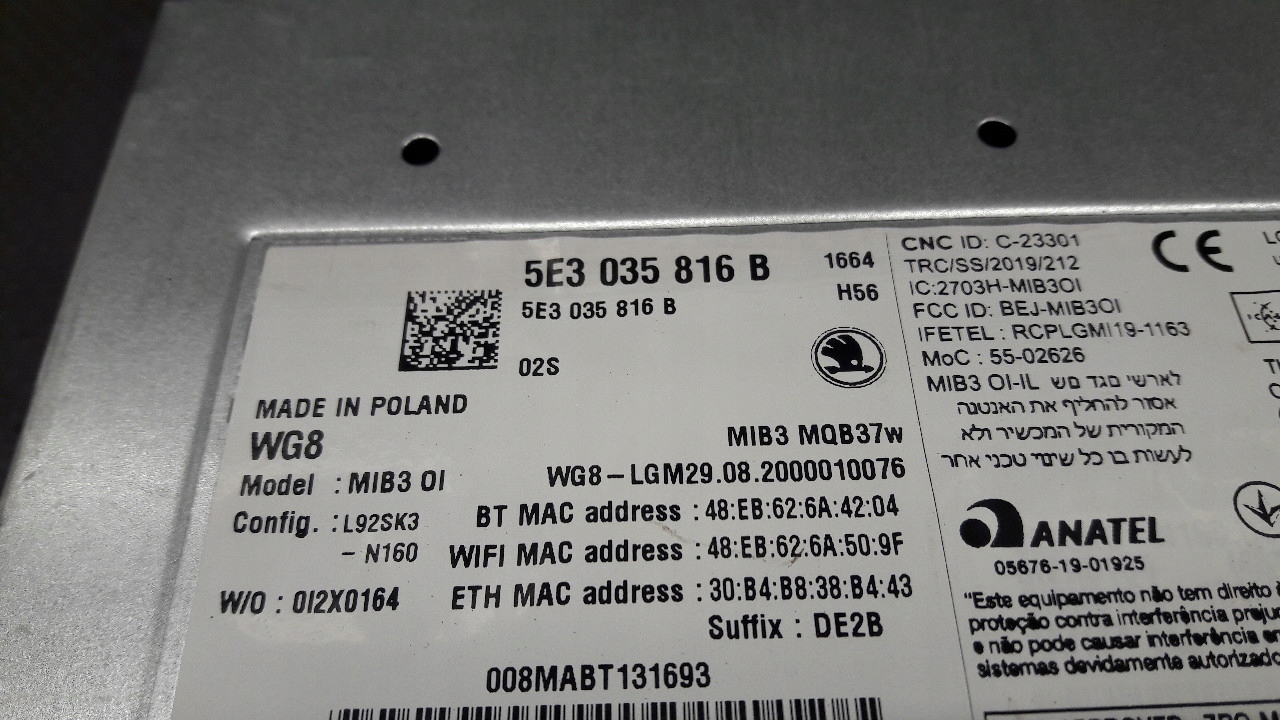 5E3 035 816 B
1664
5E3 035 816 B
H56
02S
MADE IN POLAND
WG8
MIB3 MQB37w
Model : MIB3 OI
WG8-LGM29.08.2000010076
Config. : L92SK3
- N160
BT MAC address : 48:EB:62:6A:42:04
WIFI MAC address : 48:EB:62:6A:50:9F
W/O : 0I2X0164
ETH MAC address : 30:B4:B8:38:B4:43
Suffix : DE2B
008MABT131693
CNC ID: C-23301
TRC/SS/2019/212
IC:2703H-MIB3OI
FCC ID: BEJ-MIB3OI
IFETEL : RCPLGMI19-1163
MoC : 55-02626
MIB3 OI-IL לארשי םגד םש
אסור להחליף את האנטנה
המקורית של המכשיר ולא
לעשות בו כל שינוי טכני אחר
CE
ANATEL
05676-19-01925
"Este equipamento não tem direito
proteção contra interferência
e não pode causar interferência
sistemas devidamente